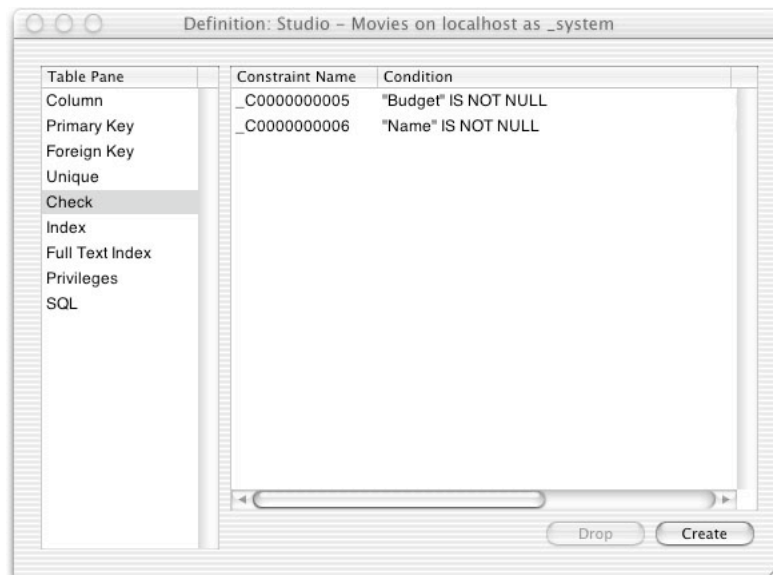 Definition: Studio – Movies on localhost as _system
Table Pane
Column
Primary Key
Foreign Key
Unique
Check
Index
Full Text Index
Privileges
SQL
Constraint Name Condition
_C0000000005 "Budget" IS NOT NULL
_C0000000006 "Name" IS NOT NULL
Drop Create